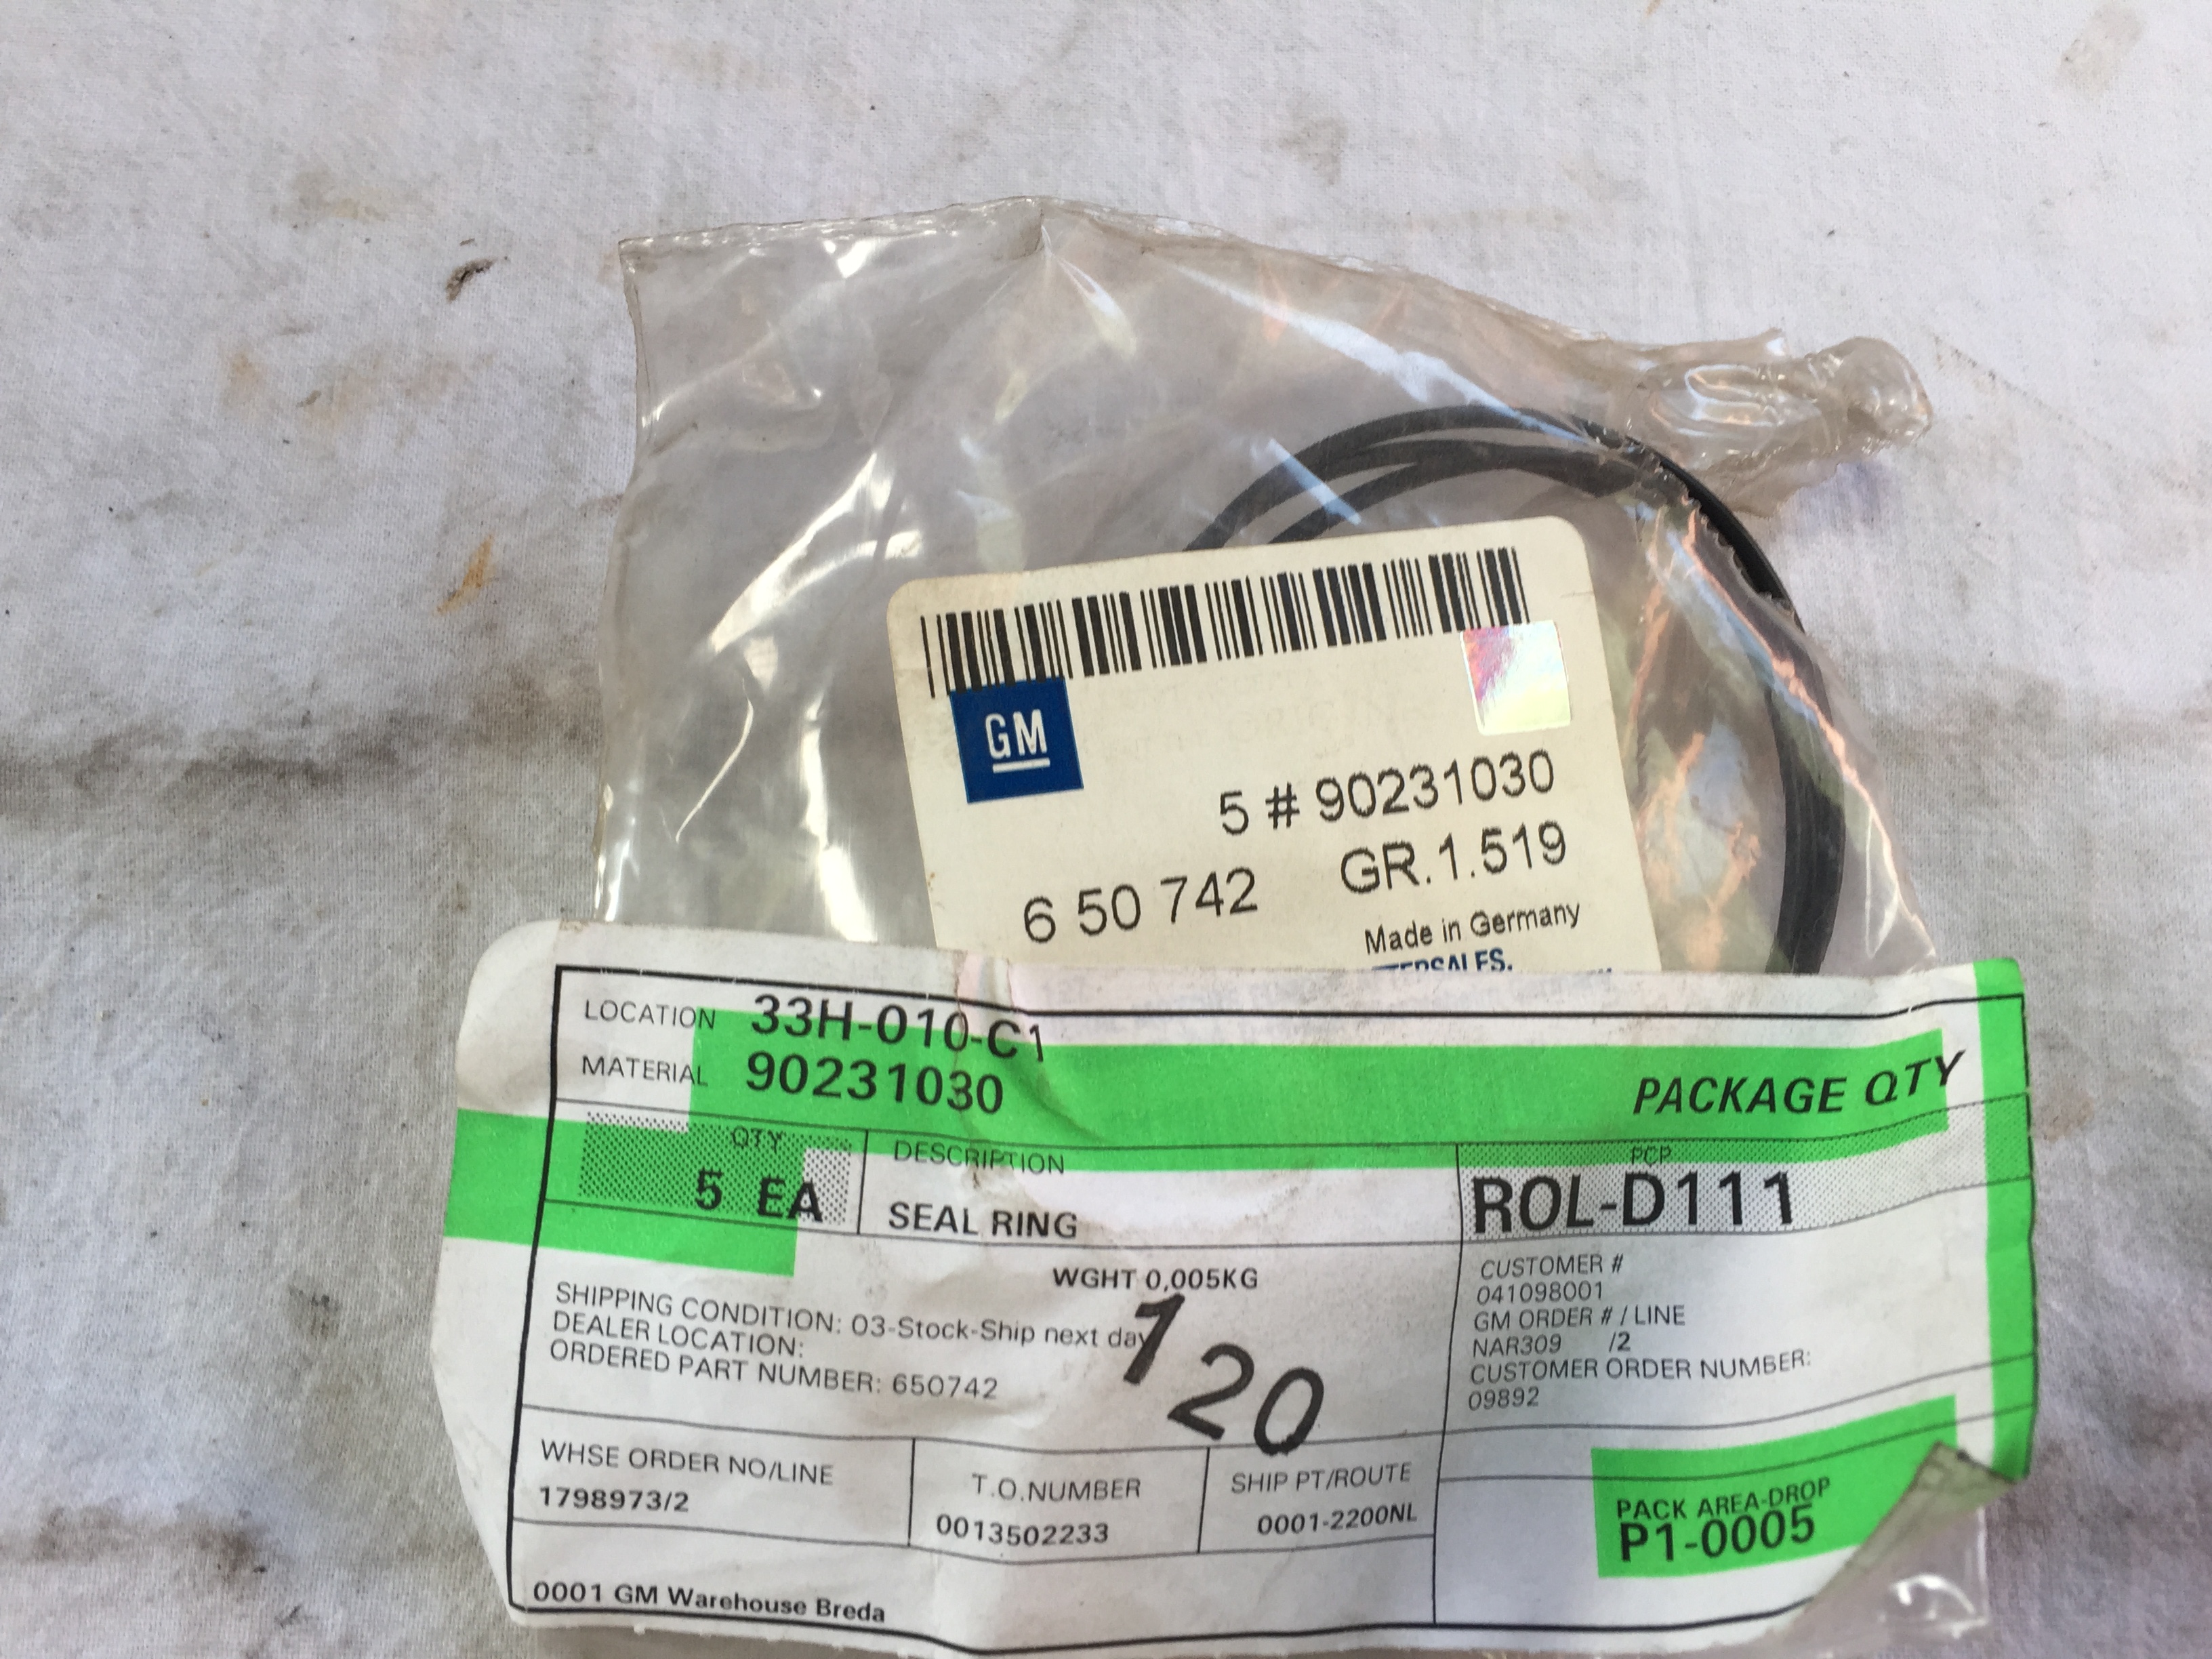 GM
5 # 90231030
6 50 742 GR.1.519
Made in Germany
LOCATION 33H-010-C1
MATERIAL 90231030
PACKAGE QTY
QTY DESCRIPTION PCP
5 EA SEAL RING ROL-D111
WGHT 0,005KG
SHIPPING CONDITION: 03-Stock-Ship next day
DEALER LOCATION:
ORDERED PART NUMBER: 650742
1 20
CUSTOMER #
041098001
GM ORDER # / LINE
NAR309 /2
CUSTOMER ORDER NUMBER:
09892
WHSE ORDER NO/LINE
1798973/2
T.O.NUMBER
0013502233
SHIP PT/ROUTE
0001-2200NL
PACK AREA-DROP
P1-0005
0001 GM Warehouse Breda